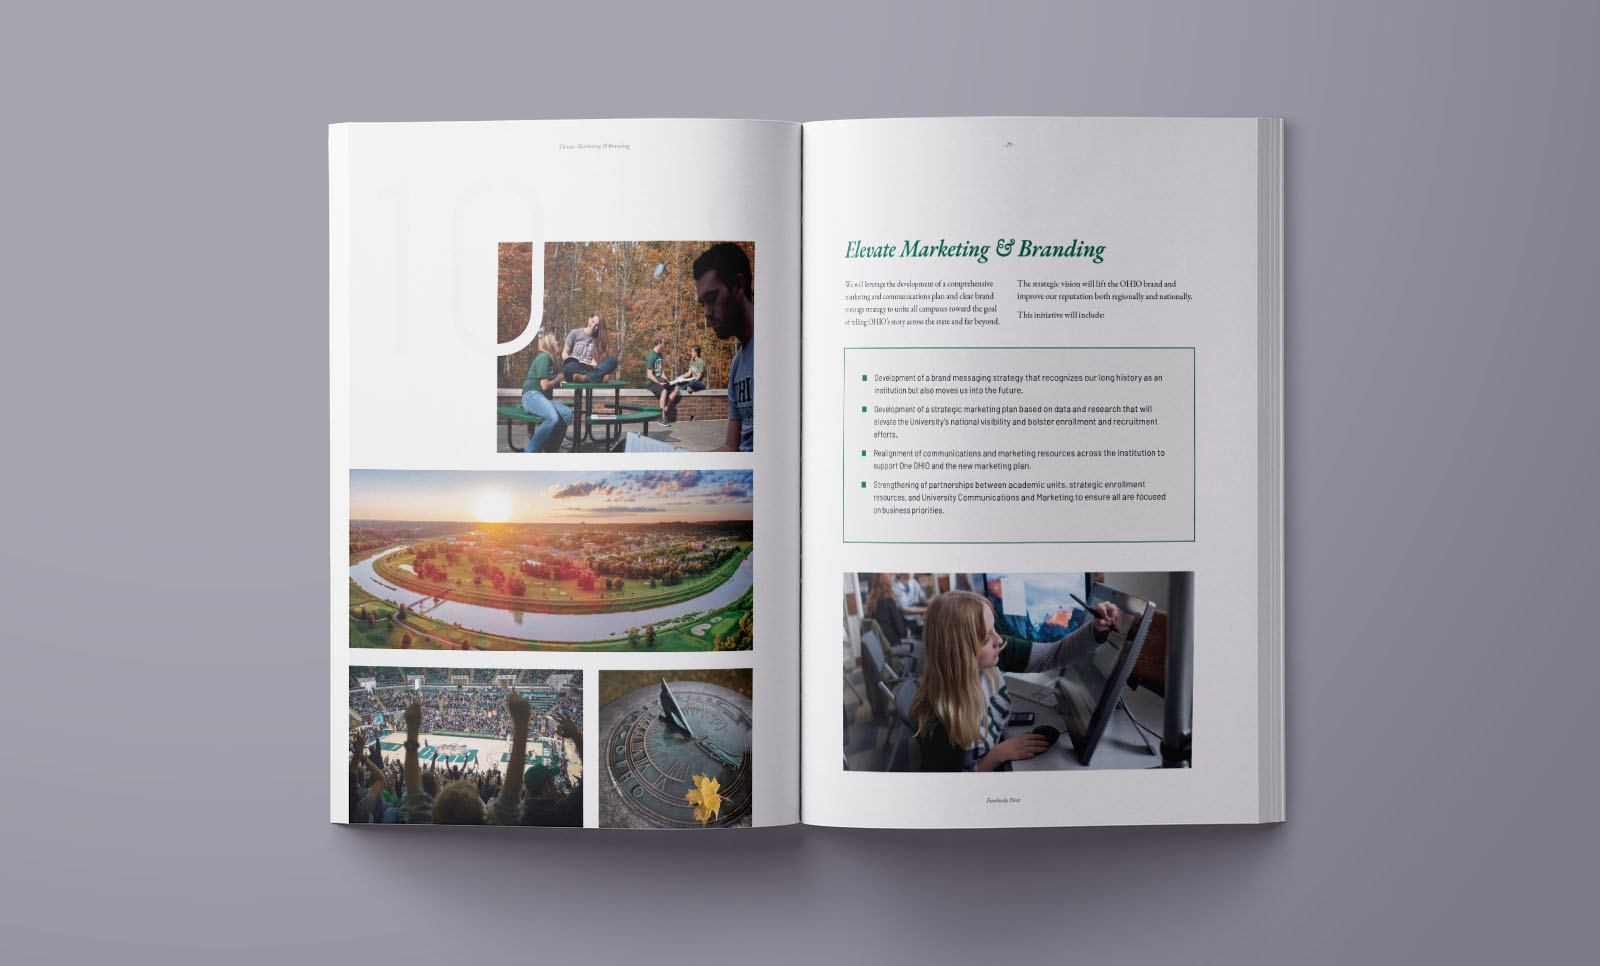 Elevate Marketing & Branding
10
OHI
- 29 -
Elevate Marketing & Branding
We will leverage the development of a comprehensive
marketing and communications plan and clear brand
message strategy to unite all campuses toward the goal
of telling OHIO's story across the state and far beyond.
The strategic vision will lift the OHIO brand and
improve our reputation both regionally and nationally.
This initiative will include:
Development of a brand messaging strategy that recognizes our long history as an
institution but also moves us into the future.
Development of a strategic marketing plan based on data and research that will
elevate the University's national visibility and bolster enrollment and recruitment
efforts.
Realignment of communications and marketing resources across the institution to
support One OHIO and the new marketing plan.
Strengthening of partnerships between academic units, strategic enrollment
resources, and University Communications and Marketing to ensure all are focused
on business priorities.
Fearlessly First